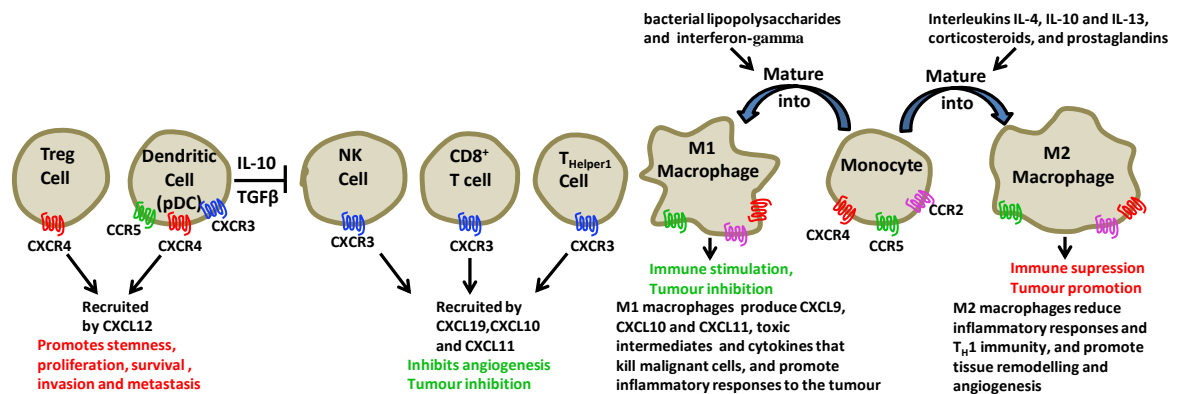 Treg
Cell
CXCR4
Dendritic
Cell
(pDC)
CCR5
CXCR4
CXCR3
IL-10
TGFβ
Recruited
by CXCL12
Promotes stemness,
proliferation, survival ,
invasion and metastasis
NK
Cell
CXCR3
CD8+
T cell
CXCR3
THelper1
Cell
CXCR3
Recruited by
CXCL19,CXCL10
and CXCL11
Inhibits angiogenesis
Tumour inhibition
bacterial lipopolysaccharides
and interferon-gamma
Mature
into
M1
Macrophage
Immune stimulation,
Tumour inhibition
M1 macrophages produce CXCL9,
CXCL10 and CXCL11, toxic
intermediates and cytokines that
kill malignant cells, and promote
inflammatory responses to the tumour
Monocyte
CXCR4
CCR5
CCR2
Interleukins IL-4, IL-10 and IL-13,
corticosteroids, and prostaglandins
Mature
into
M2
Macrophage
Immune supression
Tumour promotion
M2 macrophages reduce
inflammatory responses and
TH1 immunity, and promote
tissue remodelling and
angiogenesis